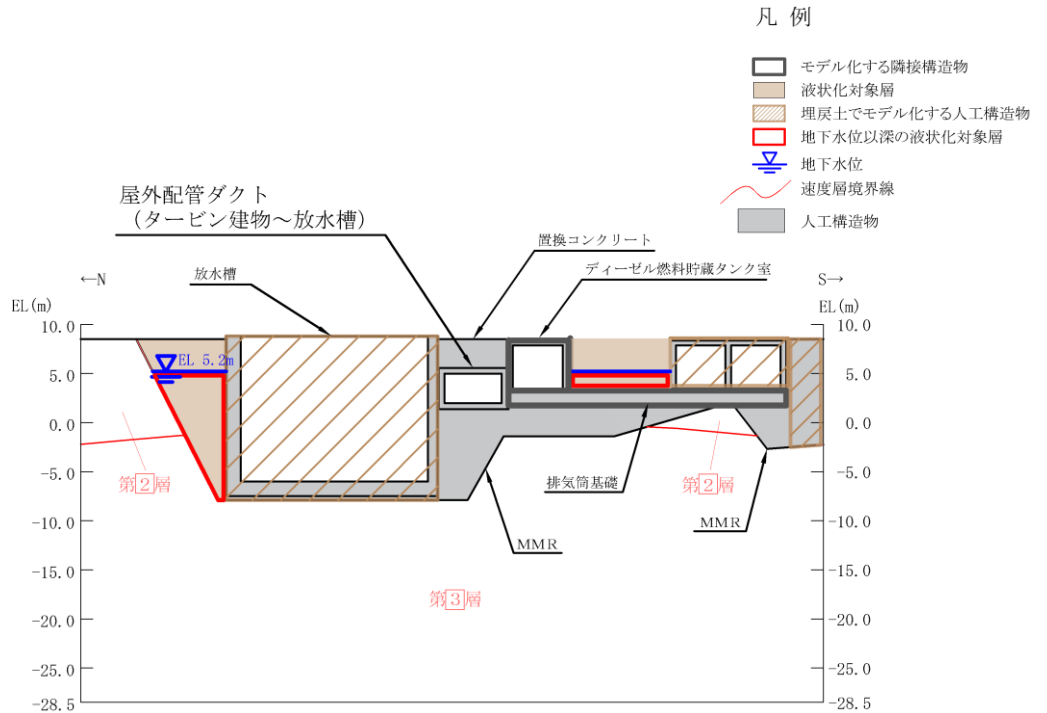 凡 例
モデル化する隣接構造物
液状化対象層
埋戻土でモデル化する人工構造物
地下水位以深の液状化対象層
地下水位
速度層境界線
人工構造物
屋外配管ダクト
（タービン建物～放水槽）
置換コンクリート
←N
放水槽
ディーゼル燃料貯蔵タンク室
S→
EL(m)
EL(m)
10.0
10.0
EL 5.2m
5.0
5.0
0.0
0.0
第2層
排気筒基礎
第2層
-5.0
-5.0
-10.0
MMR
MMR
-10.0
-15.0
-15.0
第3層
-20.0
-20.0
-25.0
-25.0
-28.5
-28.5